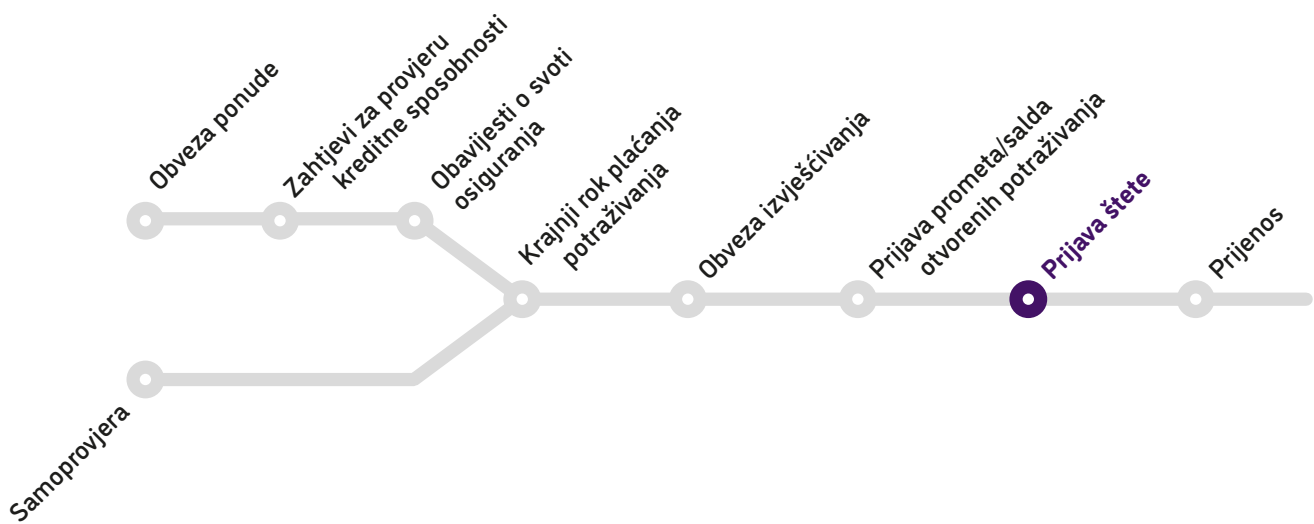 Obveza ponude
Zahtjevi za provjeru
kreditne sposobnosti
Obavijesti o svoti
osiguranja
Krajnji rok plaćanja
potraživanja
Obveza izvješćivanja
Prijava prometa/salda
otvorenih potraživanja
Prijava štete
Prijenos
Samoprovjera